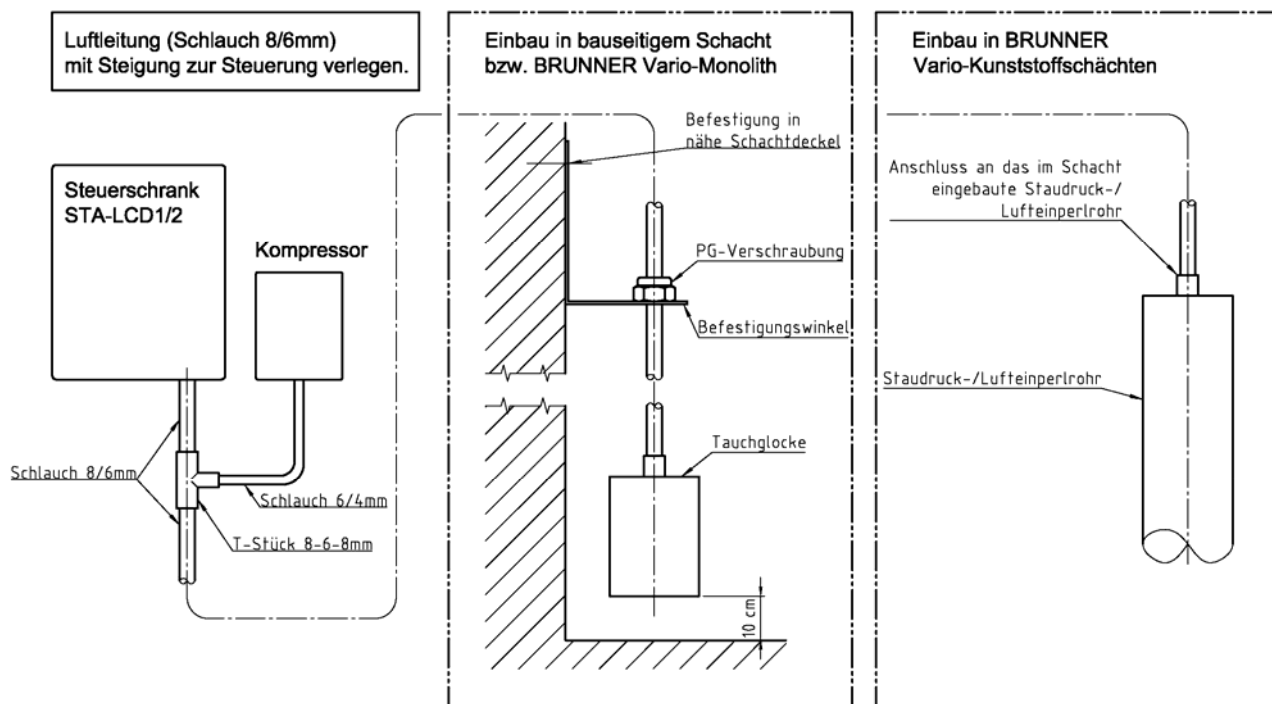 Luftleitung (Schlauch 8/6mm)
mit Steigung zur Steuerung verlegen.
Steuerschrank
STA-LCD1/2
Kompressor
Schlauch 8/6mm
Schlauch 6/4mm
T-Stück 8-6-8mm
Einbau in bauseitigem Schacht
bzw. BRUNNER Vario-Monolith
Befestigung in
nähe Schachtdeckel
PG-Verschraubung
Befestigungswinkel
Tauchglocke
10 cm
Einbau in BRUNNER
Vario-Kunststoffschächten
Anschluss an das im Schacht
eingebaute Staudruck-/
Lufteinperlrohr
Staudruck-/Lufteinperlrohr